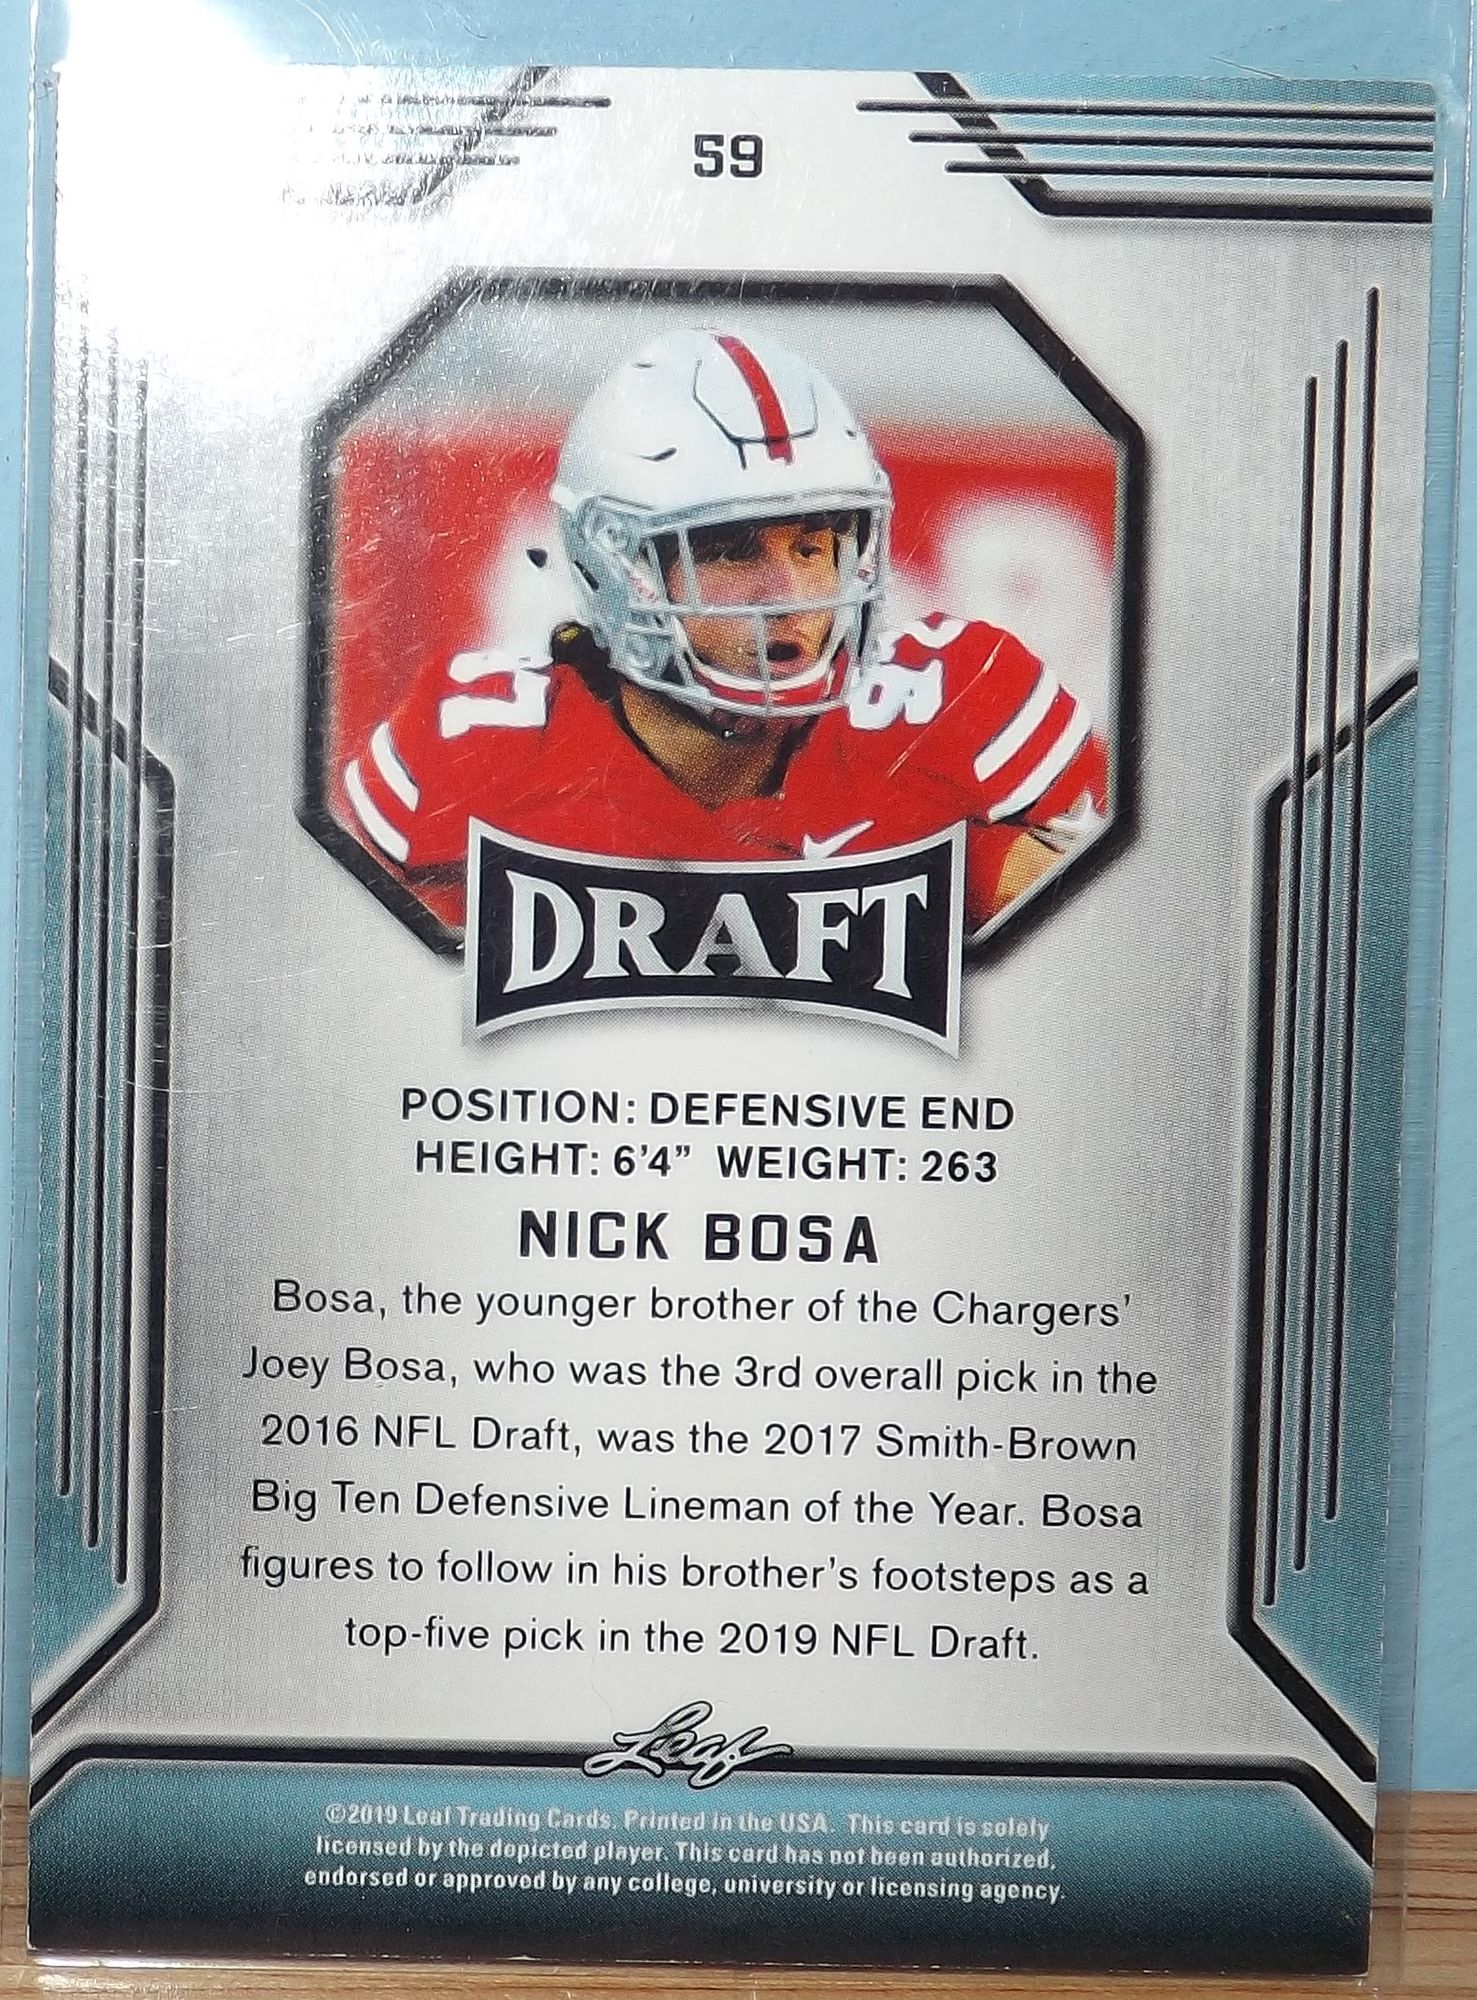 59
97
DRAFT
POSITION: DEFENSIVE END
HEIGHT: 6'4” WEIGHT: 263
NICK BOSA
Bosa, the younger brother of the Chargers'
Joey Bosa, who was the 3rd overall pick in the
2016 NFL Draft, was the 2017 Smith-Brown
Big Ten Defensive Lineman of the Year. Bosa
figures to follow in his brother's footsteps as a
top-five pick in the 2019 NFL Draft.
Leaf
©2019 Leaf Trading Cards. Printed in the USA. This card is solely
licensed by the depicted player. This card has not been authorized,
endorsed or approved by any college, university or licensing agency.